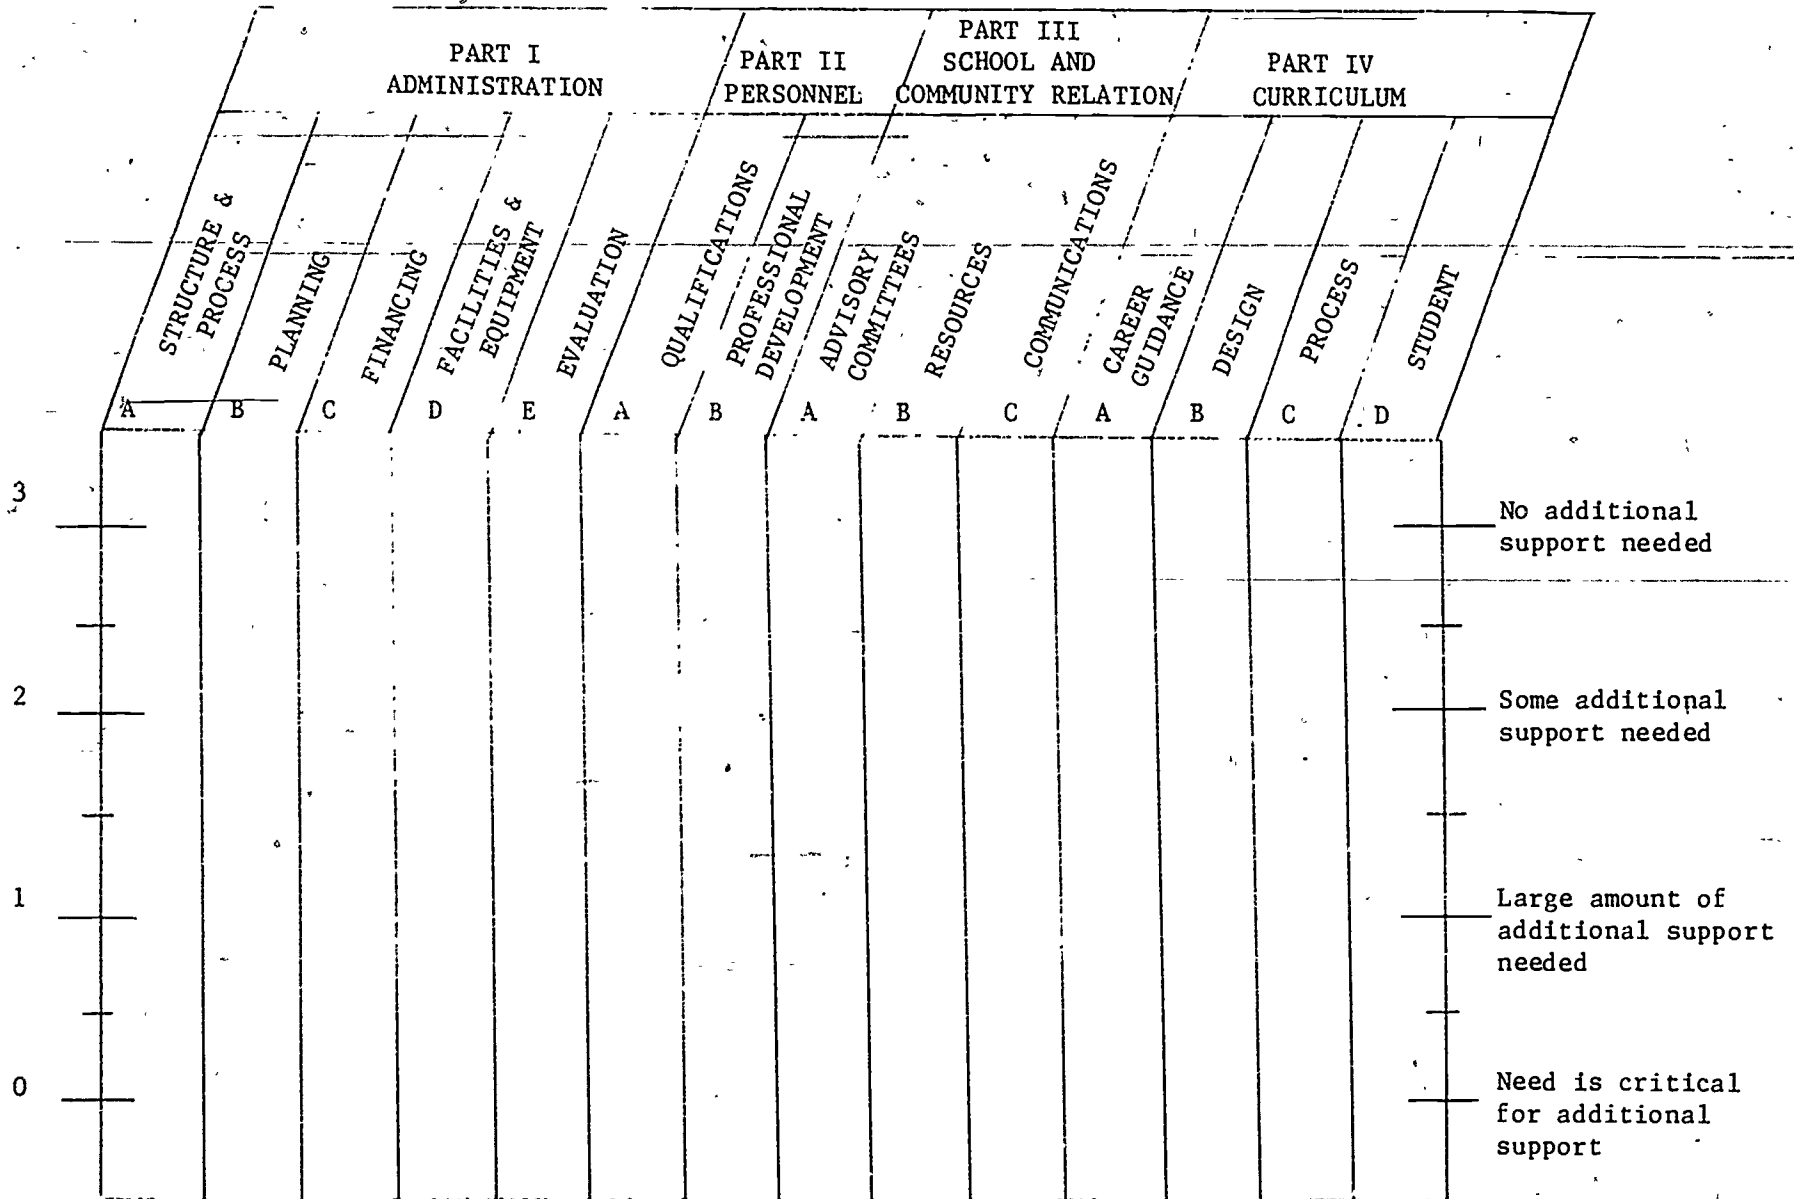 PART I
ADMINISTRATION
PART II
PERSONNEL
PART III
SCHOOL AND
COMMUNITY RELATION
PART IV
CURRICULUM
STRUCTURE &
PROCESS
PLANNING
FINANCING
FACILITIES &
EQUIPMENT
EVALUATION
QUALIFICATIONS
PROFESSIONAL
DEVELOPMENT
ADVISORY
COMMITTEES
RESOURCES
COMMUNICATIONS
CAREER
GUIDANCE
DESIGN
PROCESS
STUDENT
A B C D E A B A B C A B C D
3
No additional
support needed
2
Some additional
support needed
1
Large amount of
additional support
needed
0
Need is critical
for additional
support